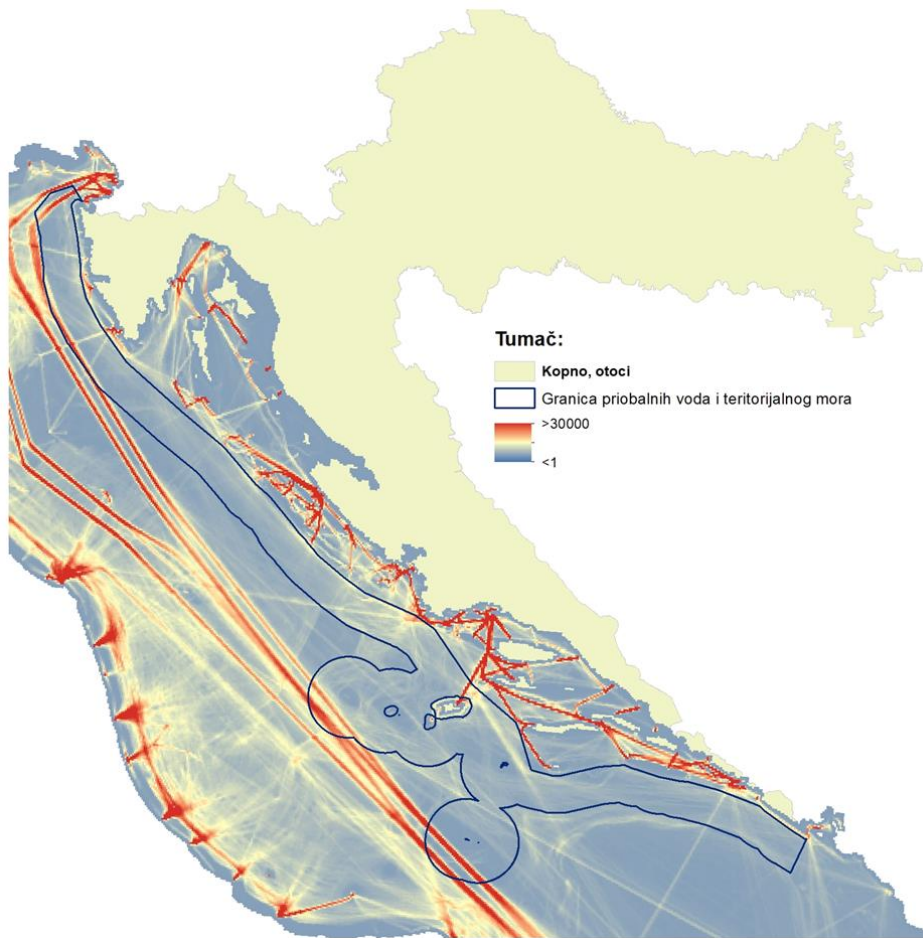 Tumač:
Kopno, otoci
Granica priobalnih voda i teritorijalnog mora
>30000
<1